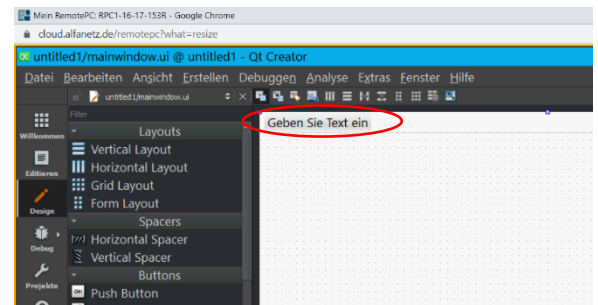 Mein RemotePC: RPC1-16-17-153R - Google Chrome
cloud.alfanetz.de/remotepc?what=resize
QC untitled1/mainwindow.ui @ untitled1 - Qt Creator
Datei Bearbeiten Ansicht Erstellen Debuggen Analyse Extras Fenster Hilfe
untitled1/mainwindow.ui
Filter
Geben Sie Text ein
Willkommen
Layouts
Vertical Layout
Editieren
Horizontal Layout
Grid Layout
Design
Form Layout
Spacers
Horizontal Spacer
Debug
Vertical Spacer
Buttons
Projekte
OK Push Button